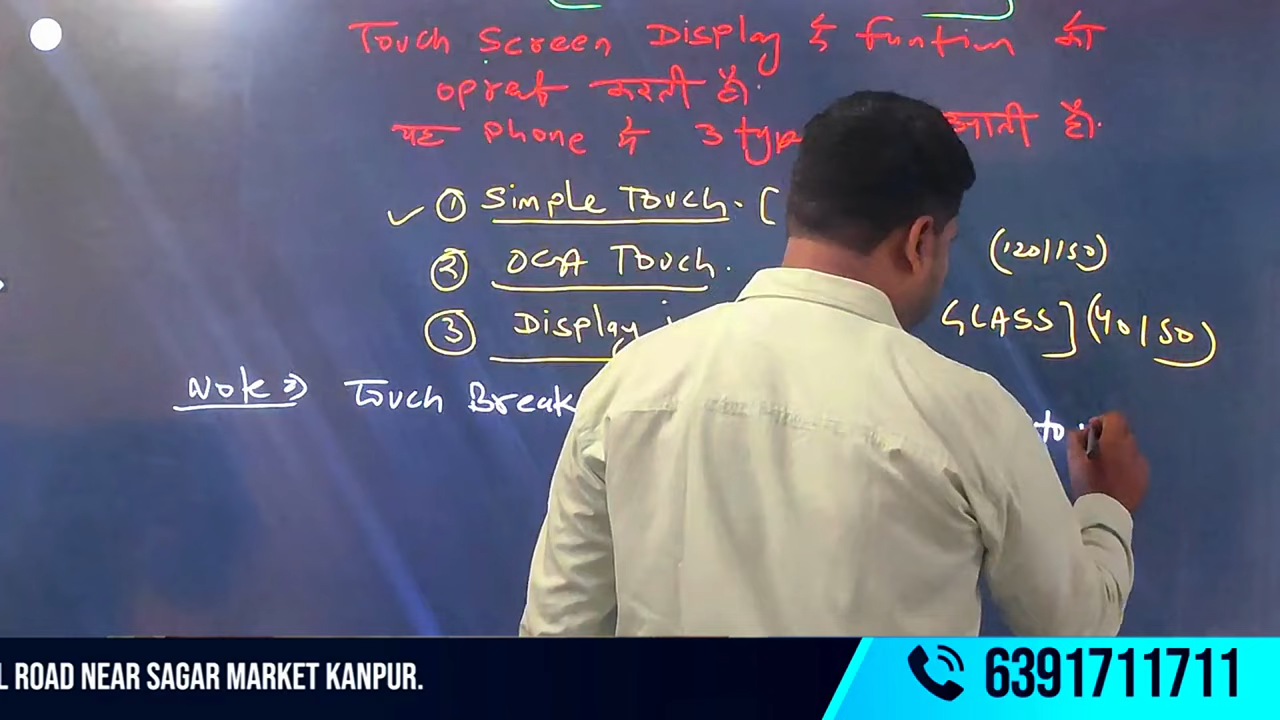 Touch Screen Display के funtion को
oprat करती है।
यह phone मे 3 type आती है।
① Simple Touch. [
② OCA Touch. (120/150)
③ Display GLASS] (40/50)
Note Touch Break to
L ROAD NEAR SAGAR MARKET KANPUR.
6391711711